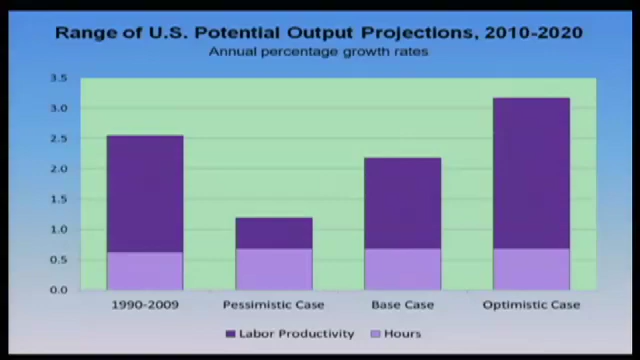 Range of U.S. Potential Output Projections, 2010-2020
Annual percentage growth rates
3.5
3.0
2.5
2.0
1.5
1.0
0.5
0.0
1990-2009 Pessimistic Case Base Case Optimistic Case
Labor Productivity Hours